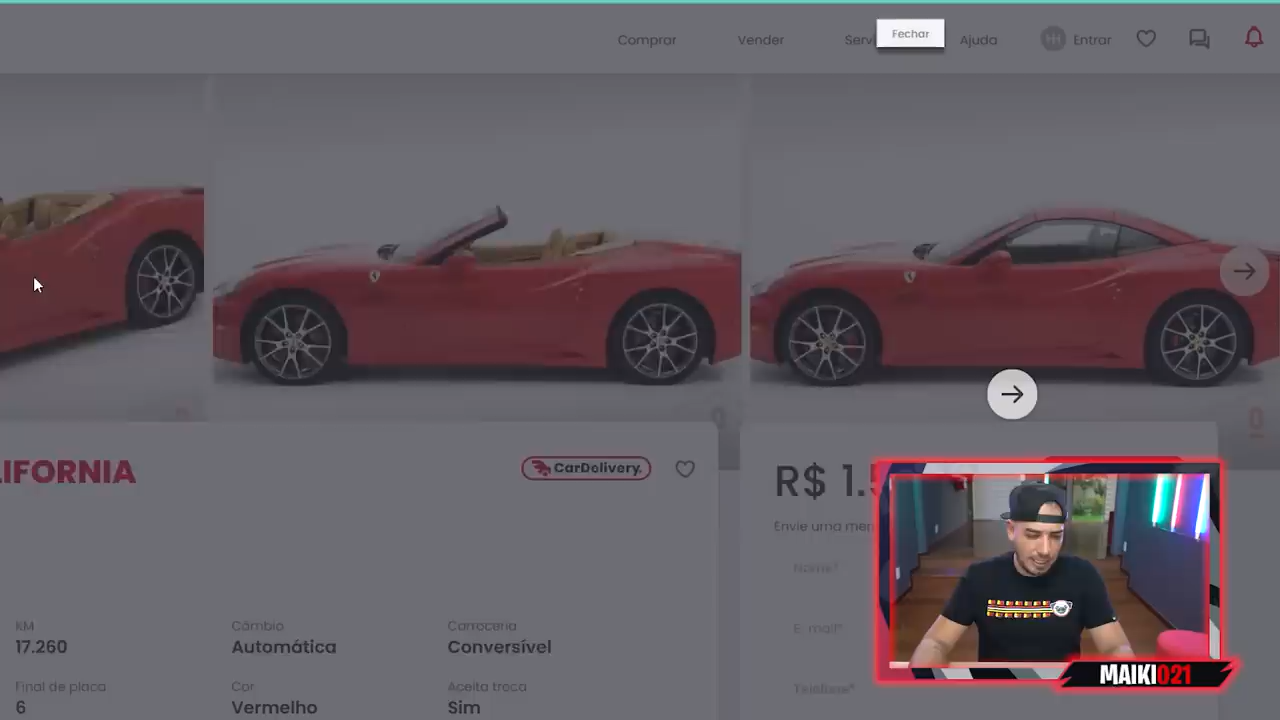 Comprar
Vender
Serv
Fechar
Ajuda
Entrar
IFORNIA
CarDelivery.
R$ 1.5
Envie uma men
Nome*
E-mail*
Telefone*
KM
17.260
Câmbio
Automática
Carroceria
Conversível
Final de placa
6
Cor
Vermelho
Aceita troca
Sim
MAIKI021